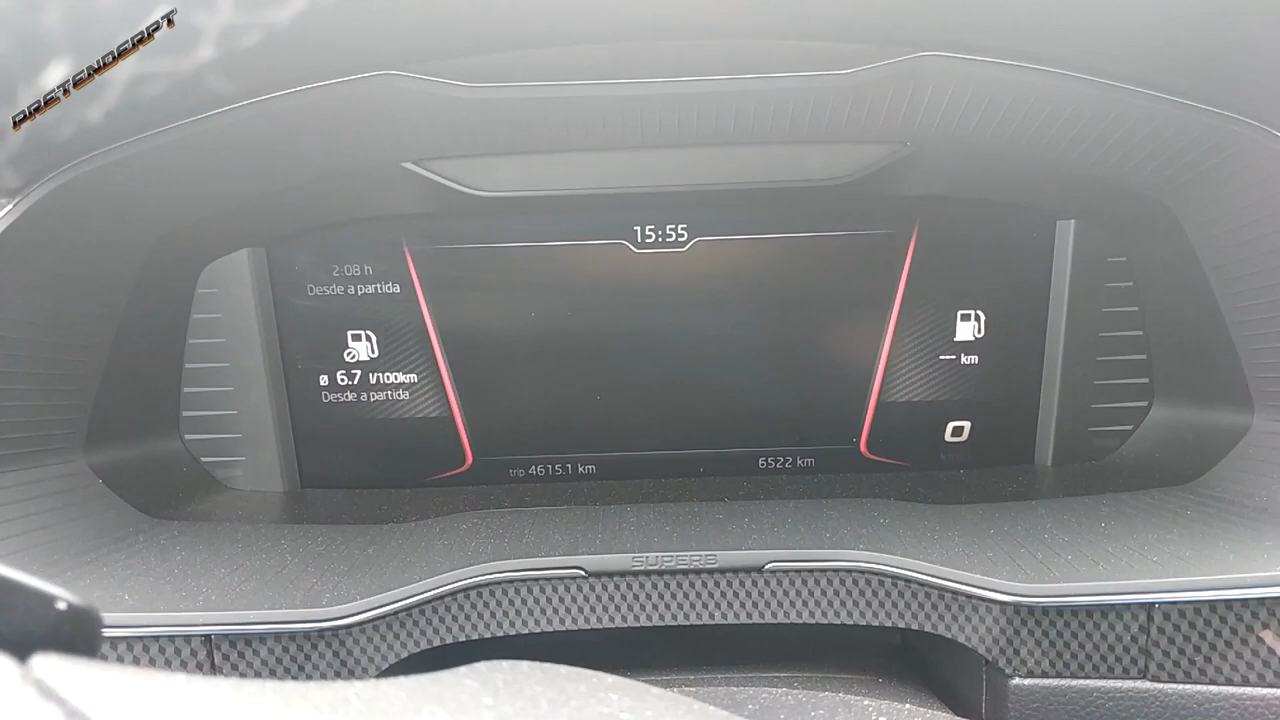 PRETENDERPT
15:55
2:08 h
Desde a partida
ø 6.7 l/100km
Desde a partida
--- km
trip 4615.1 km
6522 km
SUPERB